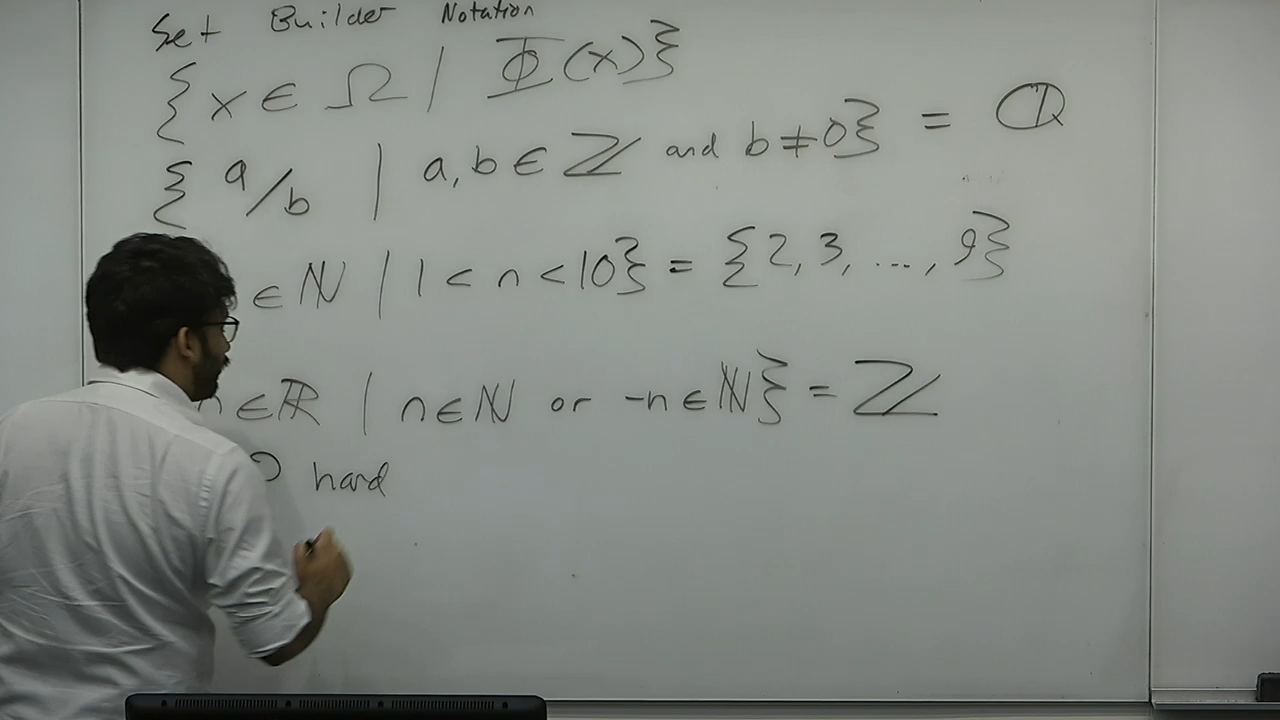 Set Builder Notation
{x ∈ Ω | Φ(x)}
{a/b | a,b ∈ ℤ and b ≠ 0} = ℚ
∈ ℕ | 1 < n < 10} = {2, 3, ..., 9}
n ∈ ℝ | n ∈ ℕ or -n ∈ ℕ} = ℤ
hard